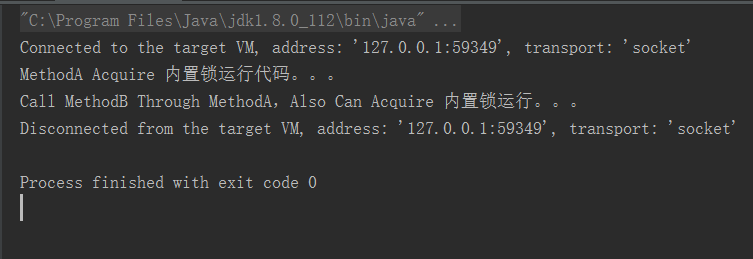 "C:\Program Files\Java\jdk1.8.0_112\bin\java" ...
Connected to the target VM, address: '127.0.0.1:59349', transport: 'socket'
MethodA Acquire 内置锁运行代码。。。
Call MethodB Through MethodA，Also Can Acquire 内置锁运行。。。
Disconnected from the target VM, address: '127.0.0.1:59349', transport: 'socket'
Process finished with exit code 0